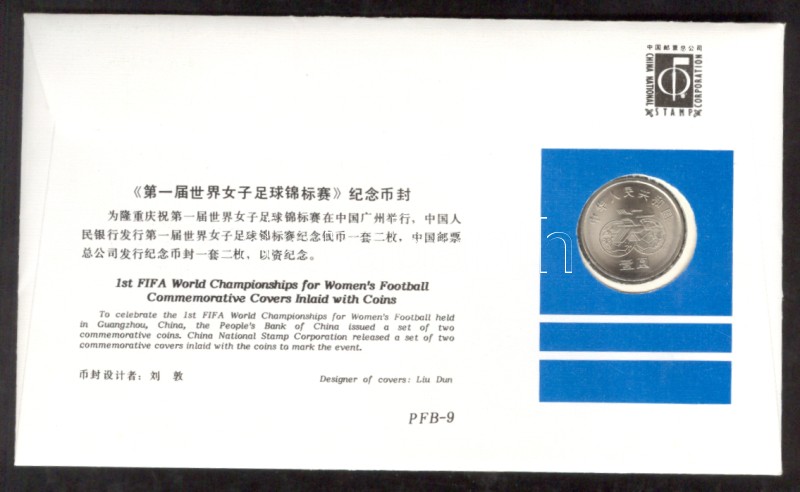 中国邮票总公司
CHINA NATIONAL
STAMP
CORPORATION
《第一届世界女子足球锦标赛》纪念币封
为隆重庆祝第一届世界女子足球锦标赛在中国广州举行，中国人
民银行发行第一届世界女子足球锦标赛纪念币一套二枚，中国邮票
总公司发行纪念币封一套二枚，以资纪念。
1st FIFA World Championships for Women's Football
Commemorative Covers Inlaid with Coins
To celebrate the 1st FIFA World Championships for Women's Football held
in Guangzhou, China, the People's Bank of China issued a set of two
commemorative coins. China National Stamp Corporation released a set of two
commemorative covers inlaid with the coins to mark the event.
币封设计者：刘 敦
Designer of covers: Liu Dun
PFB-9